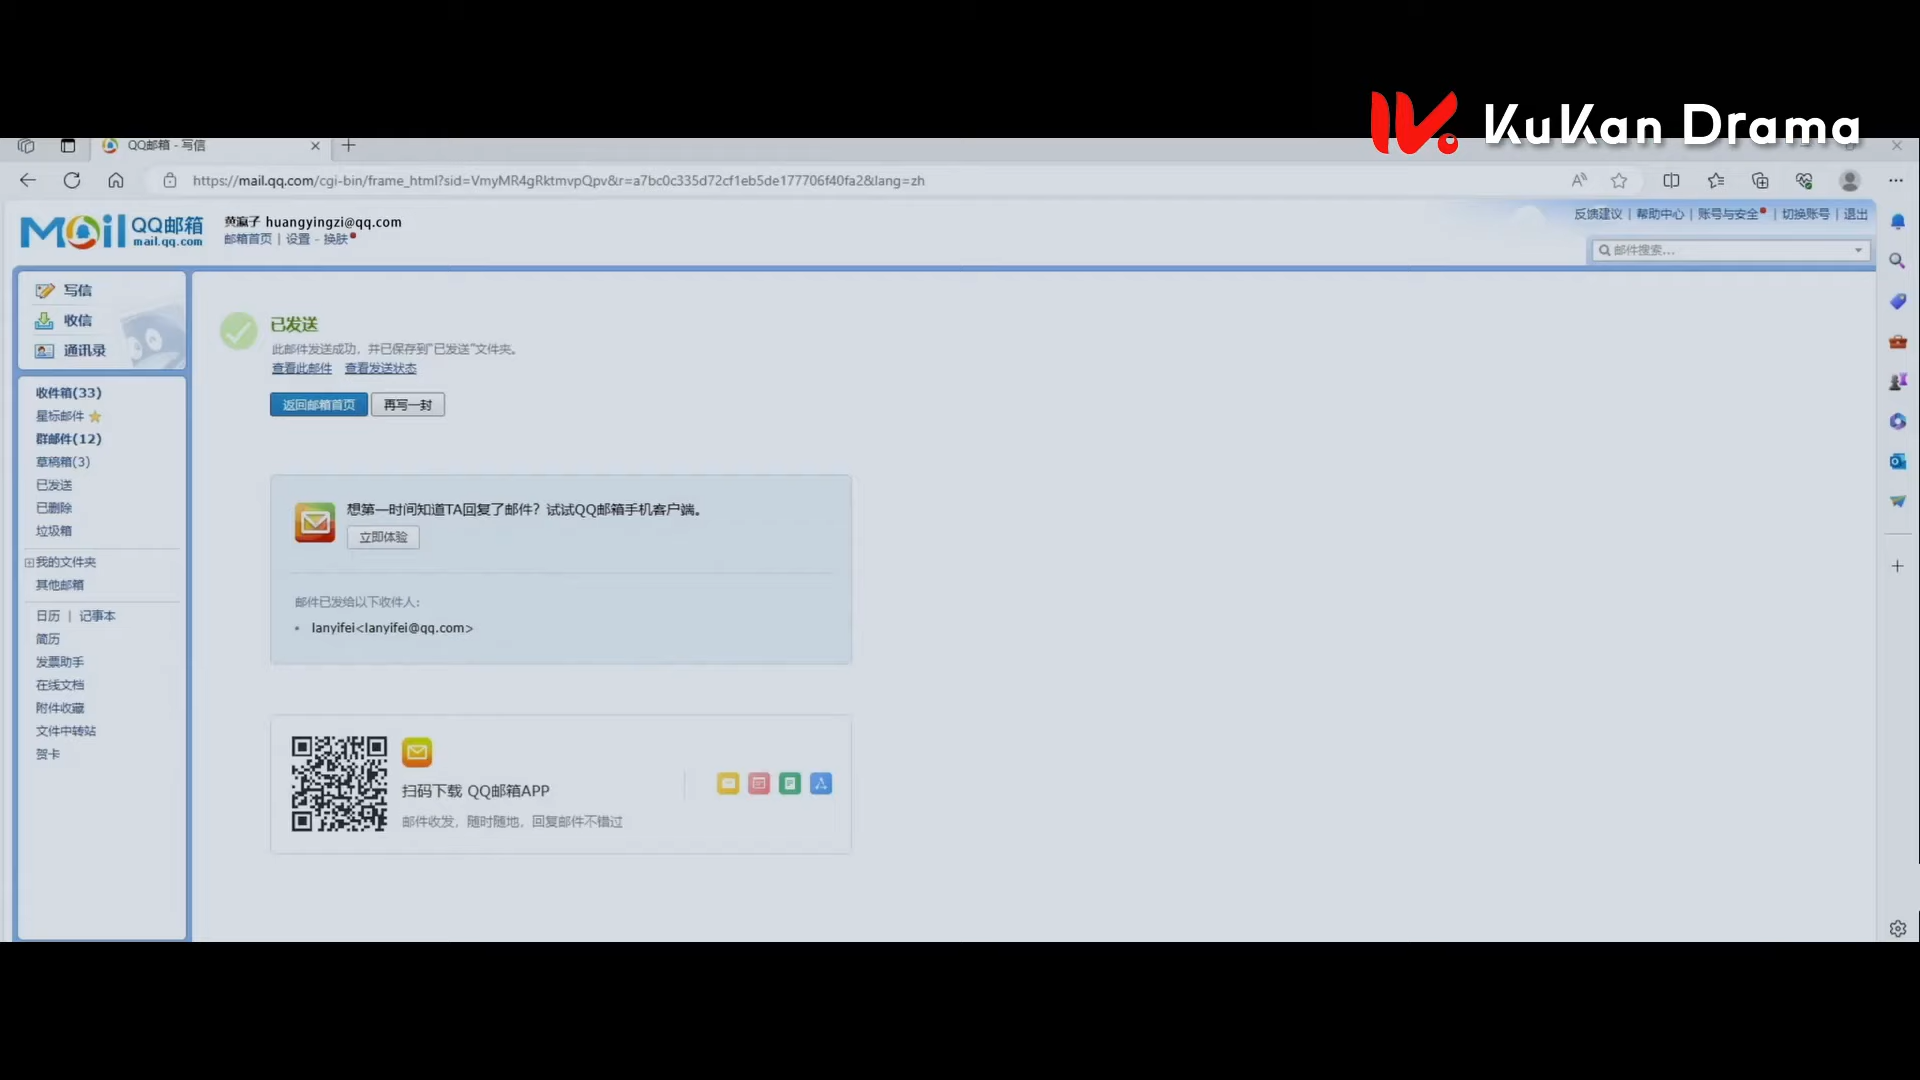 KuKan Drama
QQ邮箱 - 写信
https://mail.qq.com/cgi-bin/frame_html?sid=VmyMR4gRktmvpQpv&r=a7bc0c335d72cf1eb5de177706f40fa2&lang=zh
Mail QQ邮箱
mail.qq.com
黄瀛子 huangyingzi@qq.com
邮箱首页 | 设置 - 换肤
反馈建议 | 帮助中心 | 账号与安全 | 切换账号 | 退出
邮件搜索...
写信
收信
通讯录
收件箱(33)
星标邮件
群邮件(12)
草稿箱(3)
已发送
已删除
垃圾箱
我的文件夹
其他邮箱
日历 | 记事本
简历
发票助手
在线文档
附件收藏
文件中转站
贺卡
已发送
此邮件发送成功，并已保存到“已发送”文件夹。
查看此邮件 查看发送状态
返回邮箱首页 再写一封
想第一时间知道TA回复了邮件？试试QQ邮箱手机客户端。
立即体验
邮件已发给以下收件人：
• lanyifei<lanyifei@qq.com>
扫码下载 QQ邮箱APP
邮件收发，随时随地，回复邮件不错过